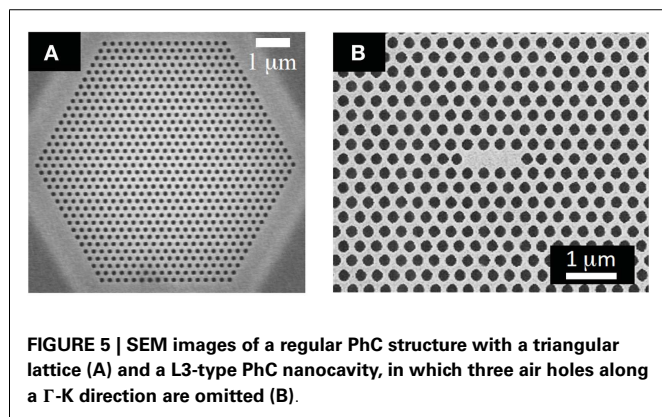 A
1 μm
B
1 μm
FIGURE 5 | SEM images of a regular PhC structure with a triangular
lattice (A) and a L3-type PhC nanocavity, in which three air holes along
a Γ-K direction are omitted (B).